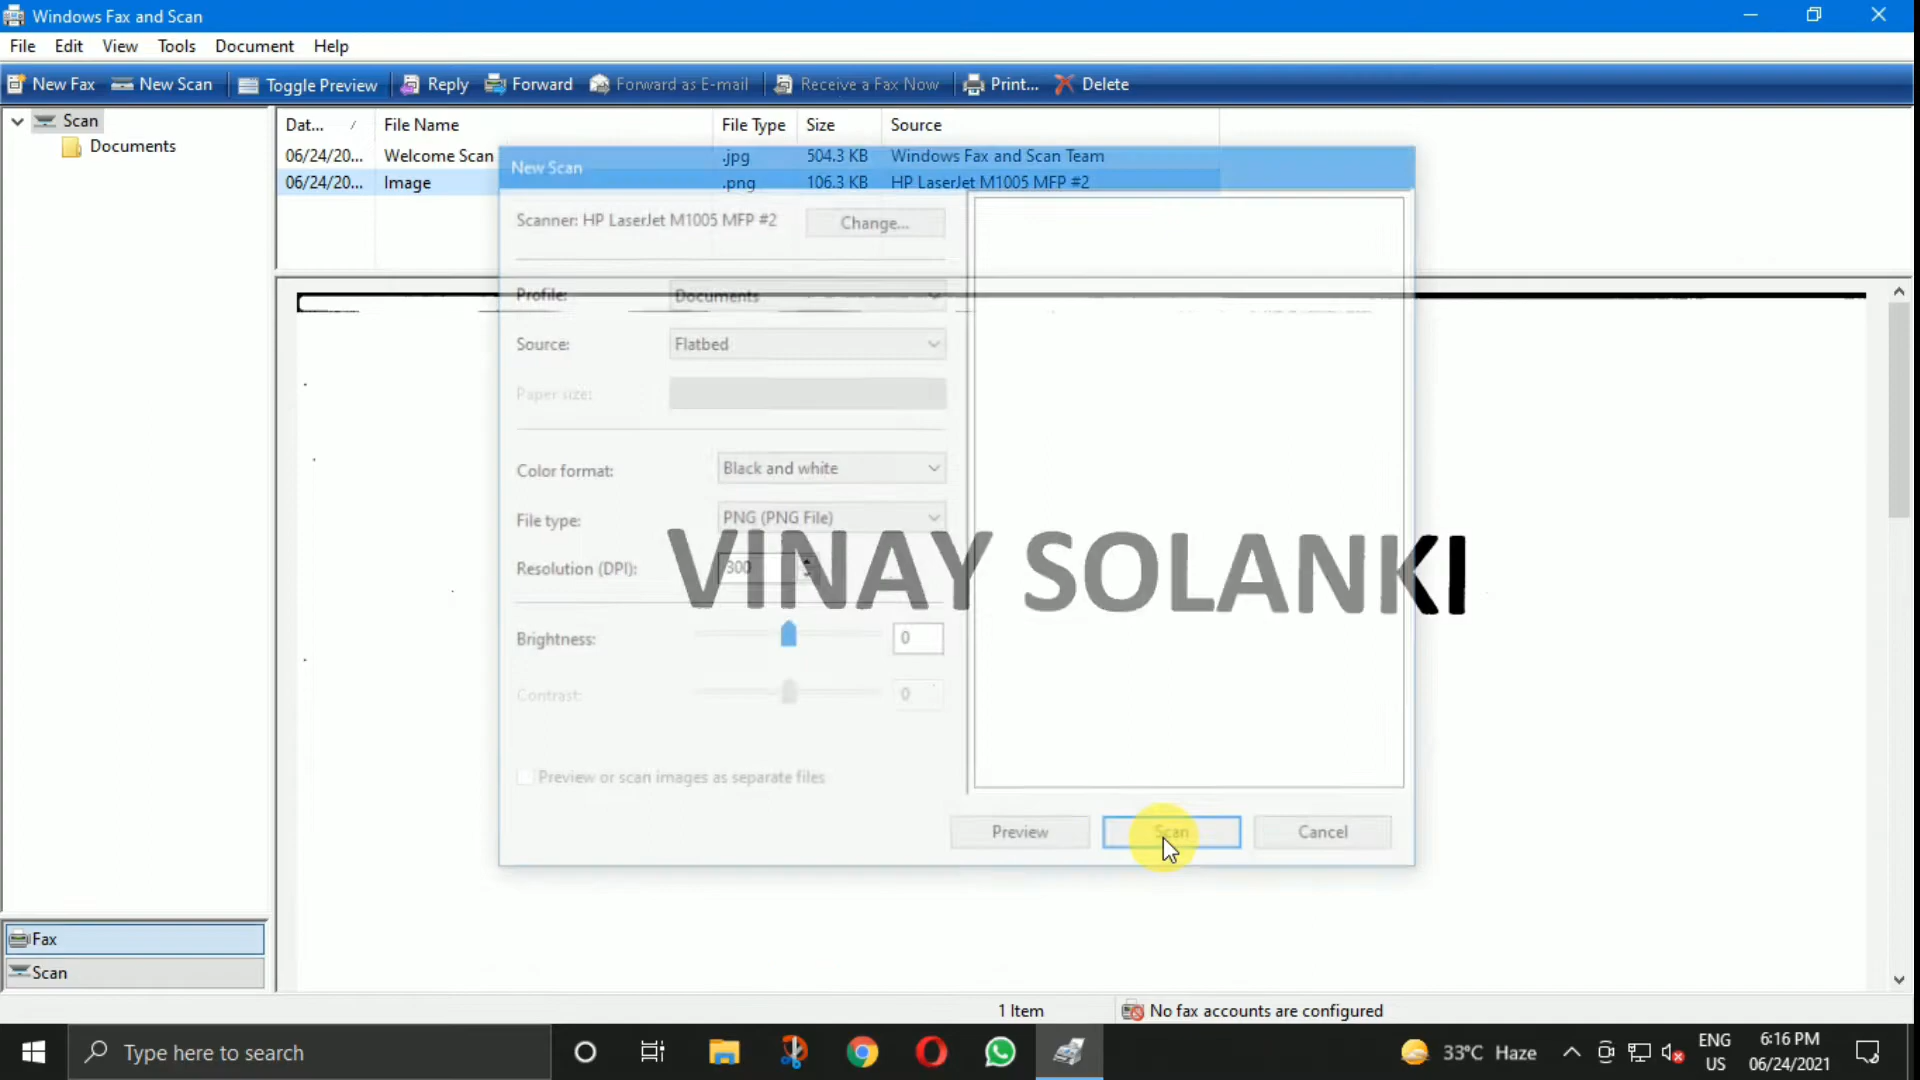 Windows Fax and Scan
File Edit View Tools Document Help
New Fax New Scan Toggle Preview Reply Forward Forward as E-mail Receive a Fax Now Print... Delete
Scan
Documents
Dat... File Name File Type Size Source
06/24/20... Welcome Scan .jpg 504.3 KB Windows Fax and Scan Team
06/24/20... Image .png 106.3 KB HP LaserJet M1005 MFP #2
New Scan
Scanner: HP LaserJet M1005 MFP #2 Change...
Profile: Documents
Source: Flatbed
Paper size:
Color format: Black and white
File type: PNG (PNG File)
Resolution (DPI): 300
VINAY SOLANKI
Brightness: 0
Contrast: 0
Preview or scan images as separate files
Preview Scan Cancel
Fax
Scan
1 Item No fax accounts are configured
Type here to search
33°C Haze
ENG
US
6:16 PM
06/24/2021